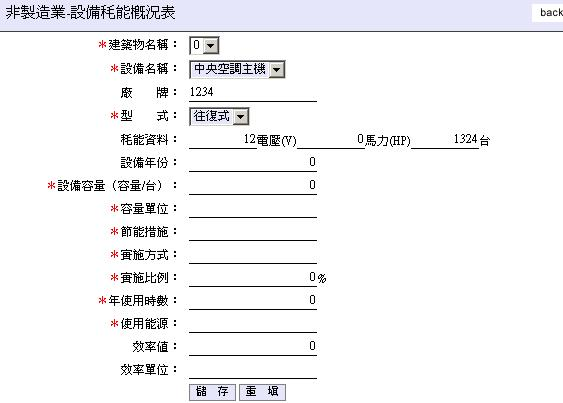 非製造業-設備耗能概況表 back
＊建築物名稱： 0
＊設備名稱： 中央空調主機
廠　　牌： 1234
＊型　　式： 往復式
耗能資料： 12電壓(V) 0馬力(HP) 1324台
設備年份： 0
＊設備容量（容量/台）： 0
＊容量單位：
＊節能措施：
＊實施方式：
＊實施比例： 0%
＊年使用時數： 0
＊使用能源：
效率值： 0
效率單位：
儲　存 重　填